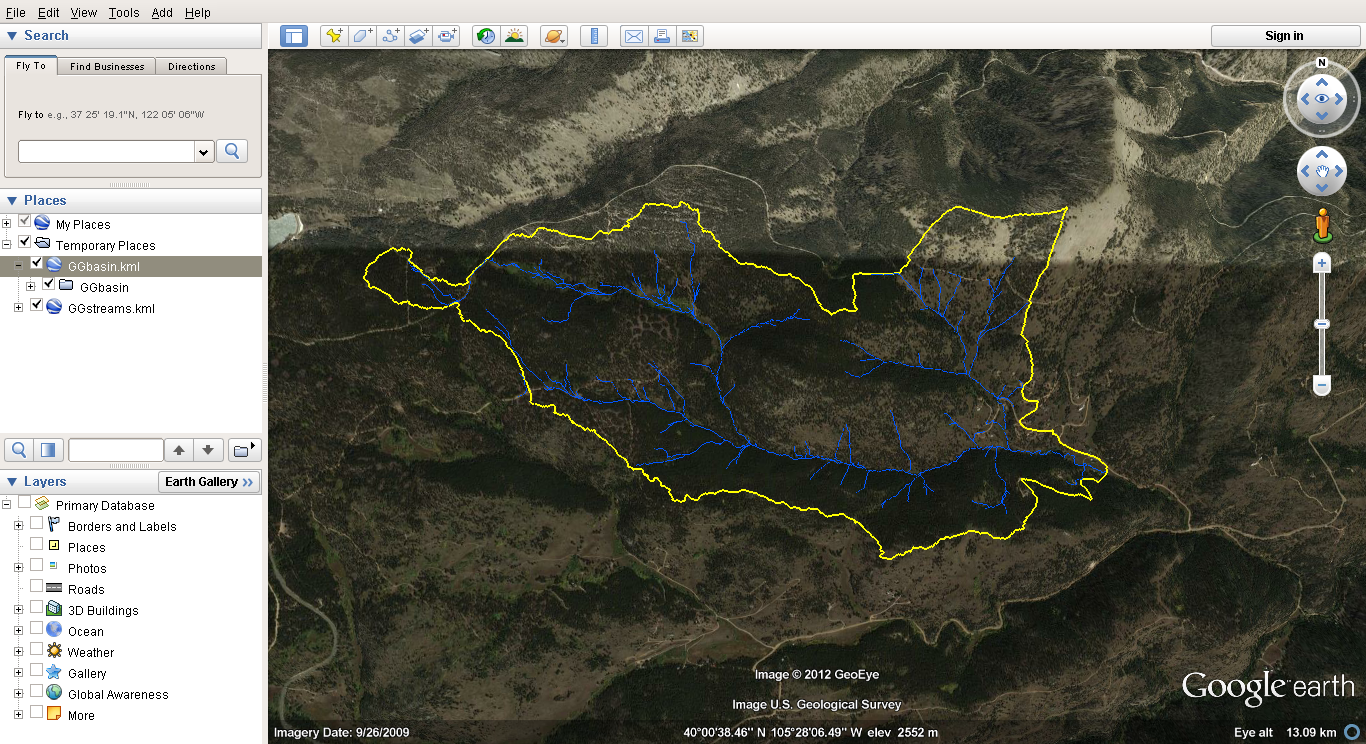 File Edit View Tools Add Help
Search
Sign in
Fly To Find Businesses Directions
N
Fly to e.g., 37 25' 19.1"N, 122 05' 06"W
Places
My Places
Temporary Places
GGbasin.kml
GGbasin
GGstreams.kml
Layers
Earth Gallery »
Primary Database
Borders and Labels
Places
Photos
Roads
3D Buildings
Ocean
Weather
Gallery
Global Awareness
More
Image © 2012 GeoEye
Image U.S. Geological Survey
Google earth
Imagery Date: 9/26/2009 40°00'38.46" N 105°28'06.49" W elev 2552 m Eye alt 13.09 km